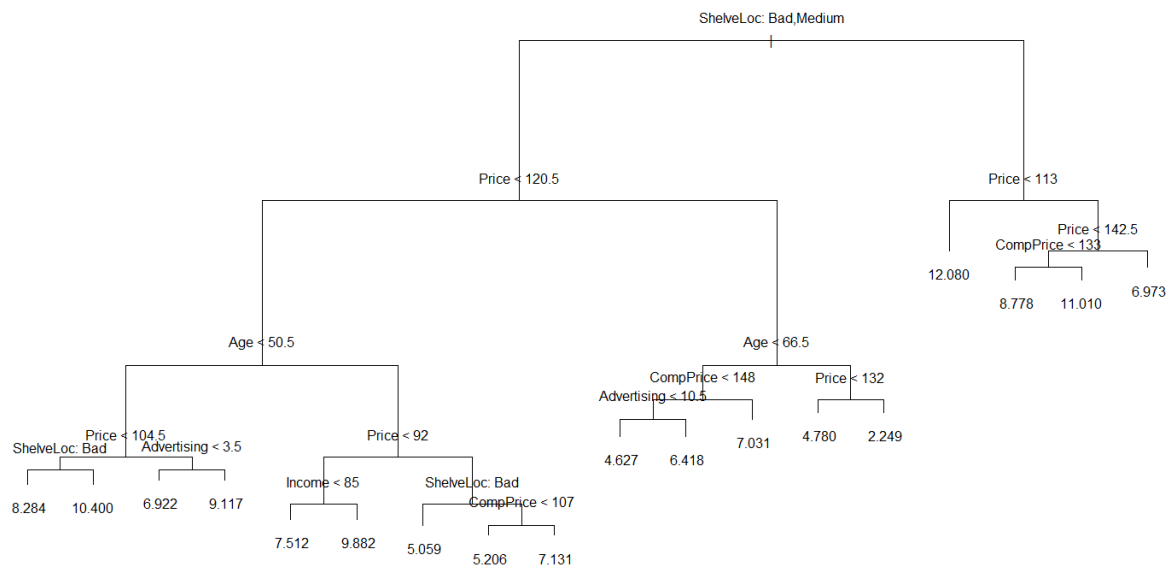 ShelveLoc: Bad,Medium
Price < 120.5
Price < 113
Price < 142.5
CompPrice < 133
12.080
8.778
11.010
6.973
Age < 50.5
Age < 66.5
CompPrice < 148
Price < 132
Advertising < 10.5
4.627
6.418
7.031
4.780
2.249
Price < 104.5
Price < 92
ShelveLoc: Bad
Advertising < 3.5
8.284
10.400
6.922
9.117
Income < 85
ShelveLoc: Bad
CompPrice < 107
7.512
9.882
5.059
5.206
7.131